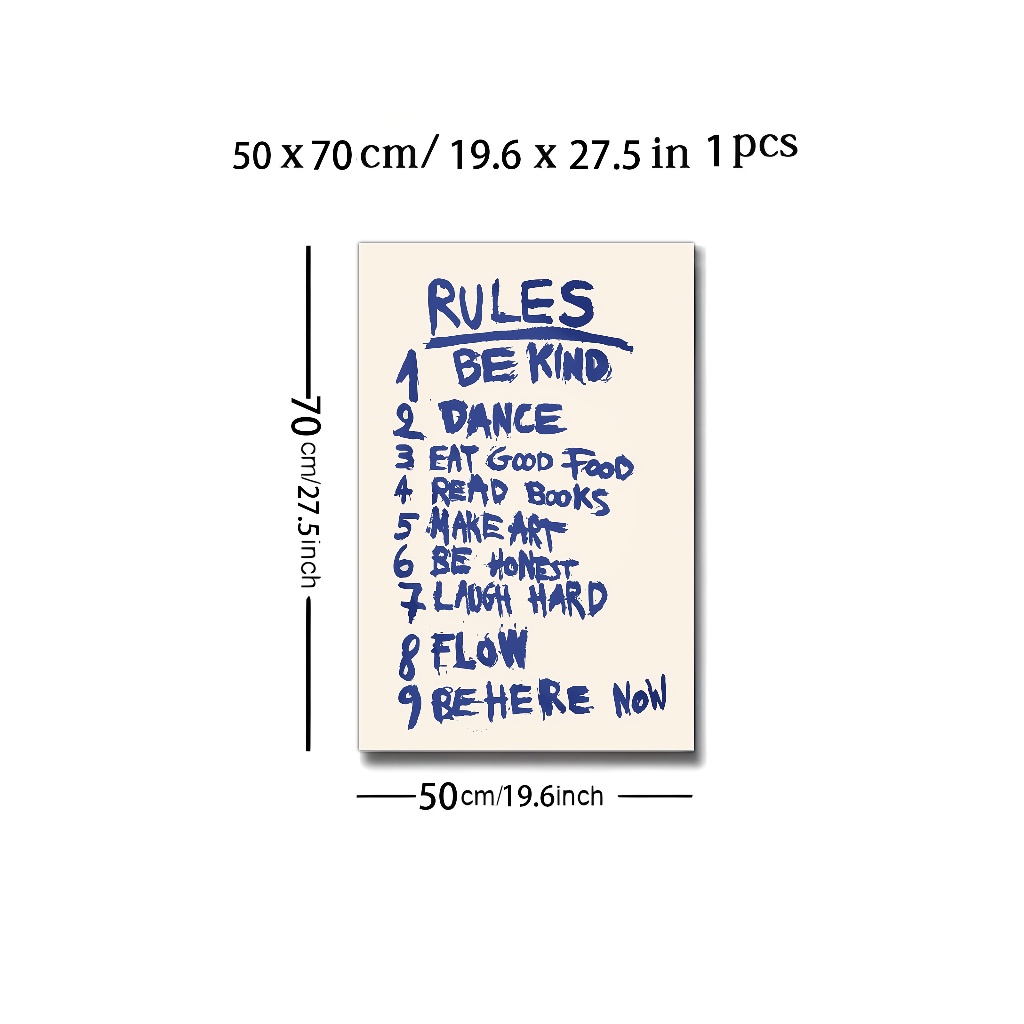 50 x 70 cm/ 19.6 x 27.5 in 1 pcs
RULES
1 BE KIND
2 DANCE
3 EAT GOOD FOOD
4 READ BOOKS
5 MAKE ART
6 BE HONEST
7 LAUGH HARD
8 FLOW
9 BE HERE NOW
70 cm/27.5 inch
50 cm/19.6 inch